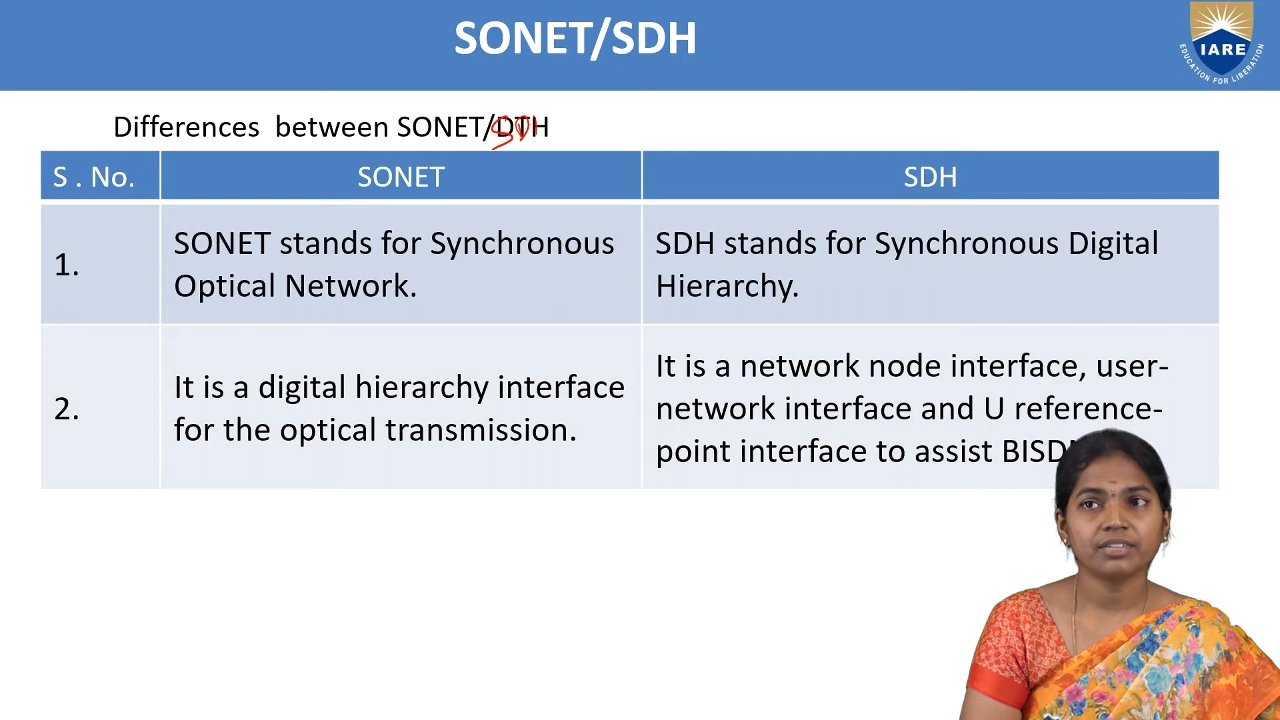 SONET/SDH
IARE
EDUCATION FOR LIBERATION
Differences between SONET/DTH
SDH
S . No.
SONET
SDH
1.
SONET stands for Synchronous
Optical Network.
SDH stands for Synchronous Digital
Hierarchy.
2.
It is a digital hierarchy interface
for the optical transmission.
It is a network node interface, user-
network interface and U reference-
point interface to assist